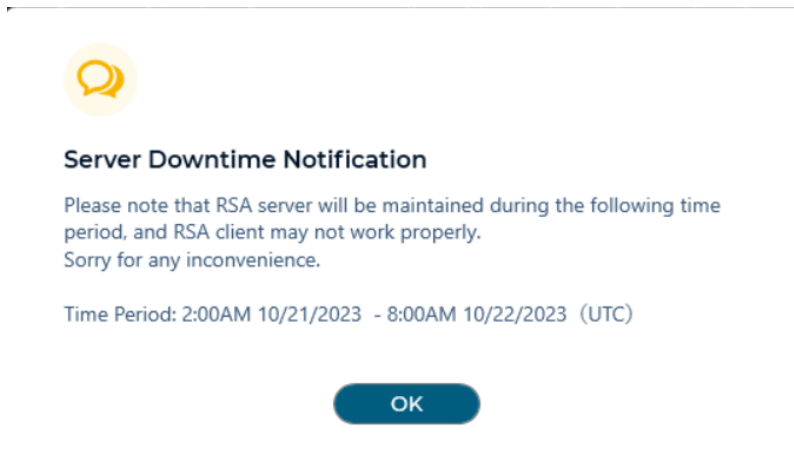 Server Downtime Notification
Please note that RSA server will be maintained during the following time
period, and RSA client may not work properly.
Sorry for any inconvenience.
Time Period: 2:00AM 10/21/2023  - 8:00AM 10/22/2023（UTC）
OK